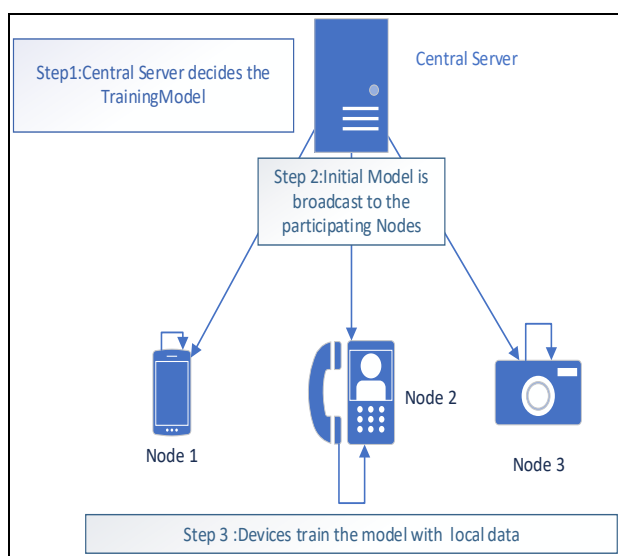 Step1:Central Server decides the
TrainingModel
Central Server
Step 2:Initial Model is
broadcast to the
participating Nodes
Node 1
Node 2
Node 3
Step 3 :Devices train the model with local data